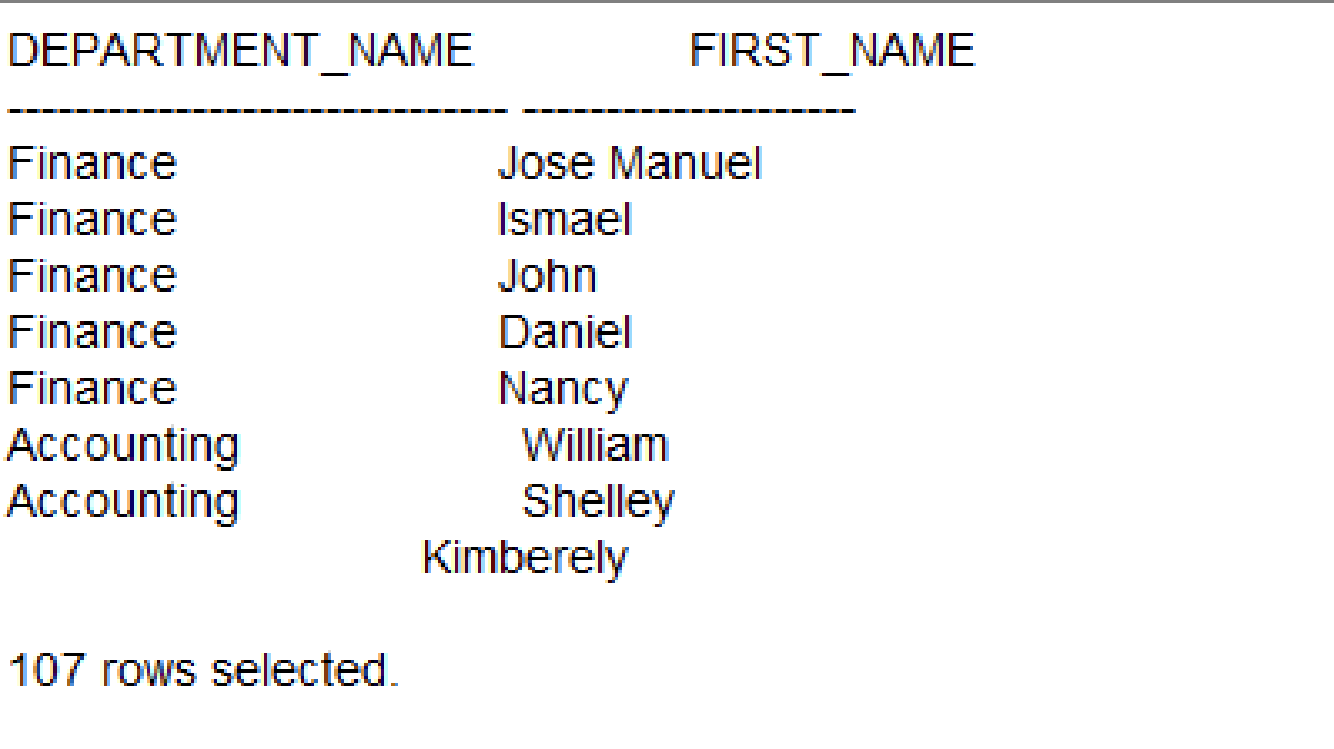 DEPARTMENT_NAME FIRST_NAME
------------------------------ --------------------
Finance Jose Manuel
Finance Ismael
Finance John
Finance Daniel
Finance Nancy
Accounting William
Accounting Shelley
Kimberely
107 rows selected.